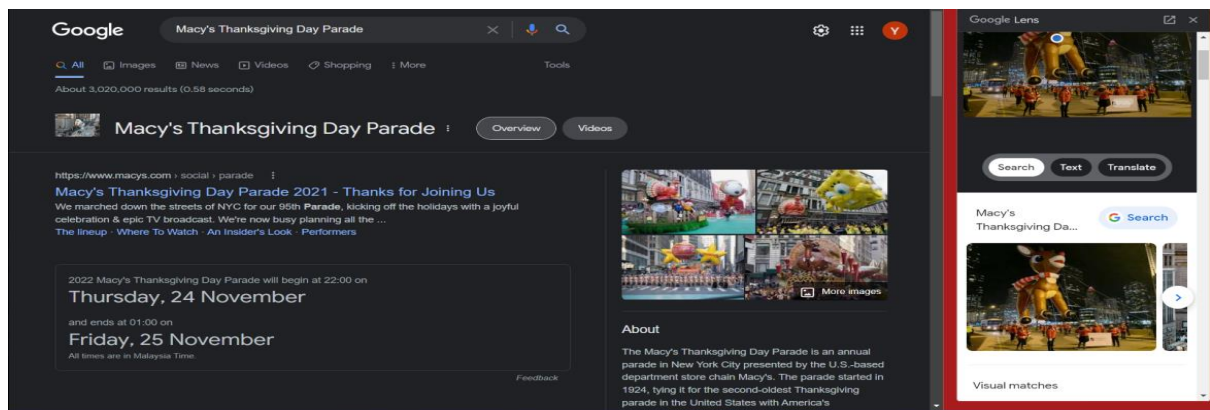 Google
Macy's Thanksgiving Day Parade
Y
All Images News Videos Shopping More Tools
About 3,020,000 results (0.58 seconds)
Macy's Thanksgiving Day Parade
Overview Videos
https://www.macys.com › social › parade
Macy's Thanksgiving Day Parade 2021 - Thanks for Joining Us
We marched down the streets of NYC for our 95th Parade, kicking off the holidays with a joyful
celebration & epic TV broadcast. We're now busy planning all the ...
The lineup · Where To Watch · An Insider's Look · Performers
2022 Macy's Thanksgiving Day Parade will begin at 22:00 on
Thursday, 24 November
and ends at 01:00 on
Friday, 25 November
All times are in Malaysia Time.
Feedback
More images
About
The Macy's Thanksgiving Day Parade is an annual
parade in New York City presented by the U.S.-based
department store chain Macy's. The parade started in
1924, tying it for the second-oldest Thanksgiving
parade in the United States with America's
Google Lens
Search Text Translate
Macy's
Thanksgiving Da...
G Search
Visual matches